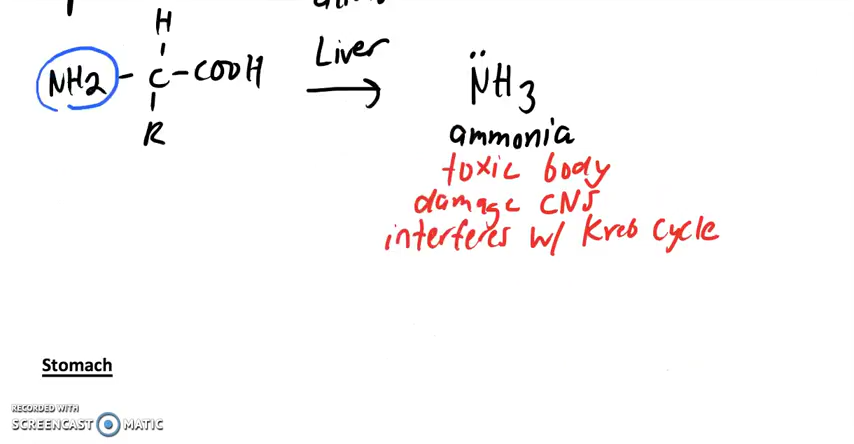 H
Liver
NH2 - C - COOH
R
NH3
ammonia
toxic body
damage CNS
interferes w/ Kreb Cycle
Stomach
RECORDED WITH
SCREENCAST MATIC